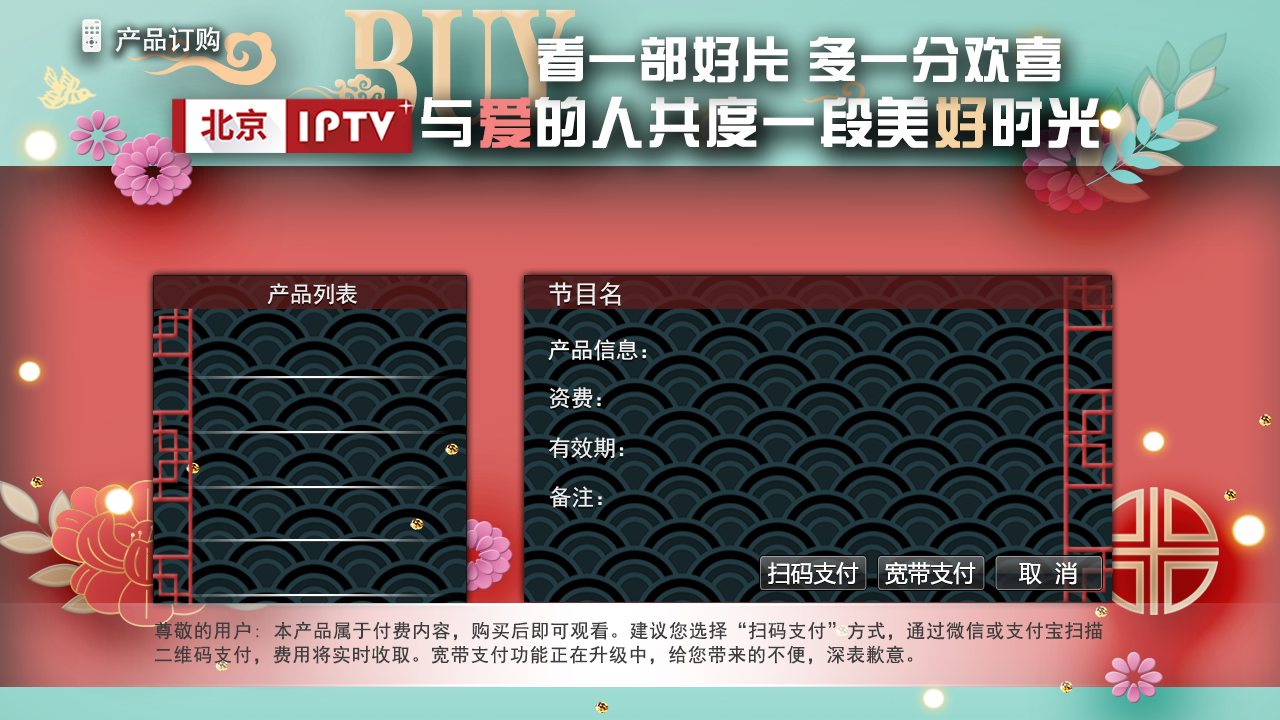 产品订购
BUY
看一部好片 多一分欢喜
北京 IPTV 与爱的人共度一段美好时光
产品列表
节目名
产品信息:
资费:
有效期:
备注:
扫码支付 宽带支付 取 消
尊敬的用户: 本产品属于付费内容，购买后即可观看。建议您选择“扫码支付”方式，通过微信或支付宝扫描
二维码支付，费用将实时收取。宽带支付功能正在升级中，给您带来的不便，深表歉意。